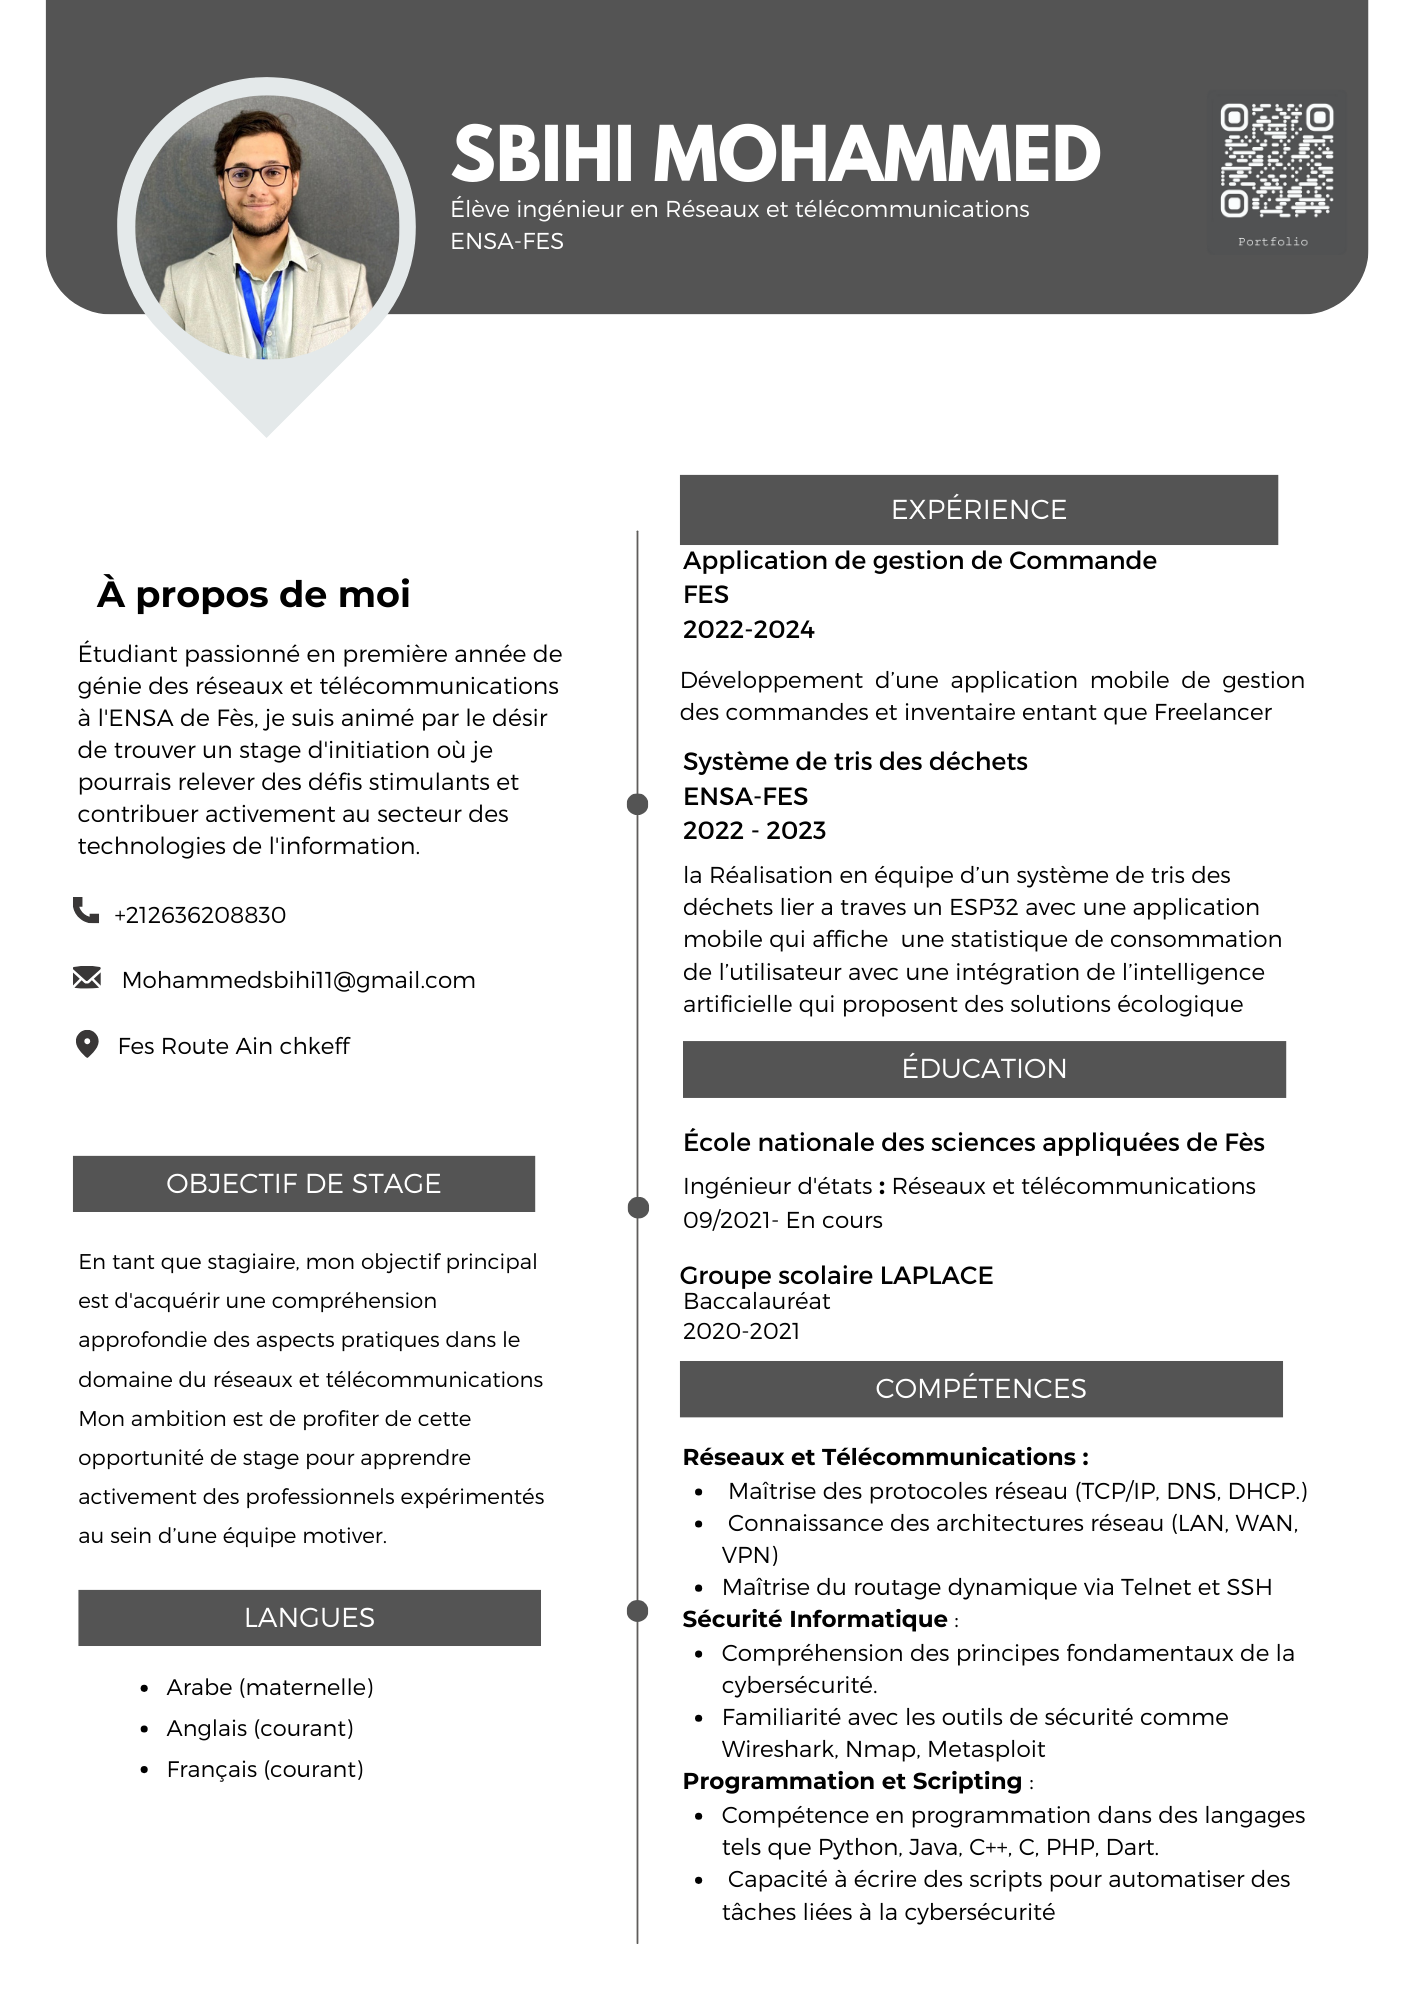 SBIHI MOHAMMED
Élève ingénieur en Réseaux et télécommunications
ENSA-FES
Portfolio
À propos de moi
Étudiant passionné en première année de
génie des réseaux et télécommunications
à l'ENSA de Fès, je suis animé par le désir
de trouver un stage d'initiation où je
pourrais relever des défis stimulants et
contribuer activement au secteur des
technologies de l'information.
+212636208830
Mohammedsbihi11@gmail.com
Fes Route Ain chkeff
OBJECTIF DE STAGE
En tant que stagiaire, mon objectif principal
est d'acquérir une compréhension
approfondie des aspects pratiques dans le
domaine du réseaux et télécommunications
Mon ambition est de profiter de cette
opportunité de stage pour apprendre
activement des professionnels expérimentés
au sein d’une équipe motiver.
LANGUES
• Arabe (maternelle)
• Anglais (courant)
• Français (courant)
EXPÉRIENCE
Application de gestion de Commande
FES
2022-2024
Développement d’une application mobile de gestion
des commandes et inventaire entant que Freelancer
Système de tris des déchets
ENSA-FES
2022 - 2023
la Réalisation en équipe d’un système de tris des
déchets lier a traves un ESP32 avec une application
mobile qui affiche une statistique de consommation
de l’utilisateur avec une intégration de l’intelligence
artificielle qui proposent des solutions écologique
ÉDUCATION
École nationale des sciences appliquées de Fès
Ingénieur d'états : Réseaux et télécommunications
09/2021- En cours
Groupe scolaire LAPLACE
Baccalauréat
2020-2021
COMPÉTENCES
Réseaux et Télécommunications :
• Maîtrise des protocoles réseau (TCP/IP, DNS, DHCP.)
• Connaissance des architectures réseau (LAN, WAN,
VPN)
• Maîtrise du routage dynamique via Telnet et SSH
Sécurité Informatique :
• Compréhension des principes fondamentaux de la
cybersécurité.
• Familiarité avec les outils de sécurité comme
Wireshark, Nmap, Metasploit
Programmation et Scripting :
• Compétence en programmation dans des langages
tels que Python, Java, C++, C, PHP, Dart.
• Capacité à écrire des scripts pour automatiser des
tâches liées à la cybersécurité